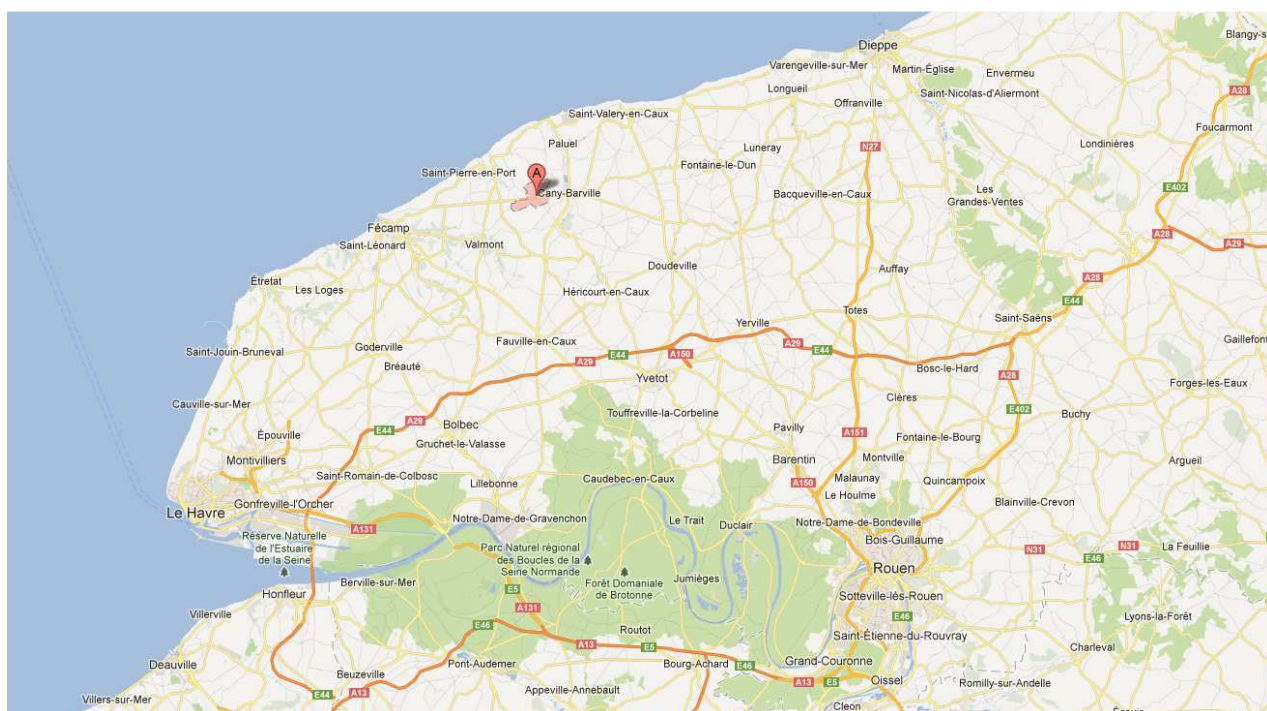 Dieppe
Blangy-s
Varengeville-sur-Mer
Martin-Église
Envermeu
Longueil
Saint-Nicolas-d'Aliermont
A28
Offranville
Saint-Valery-en-Caux
Foucarmont
Paluel
Luneray
N27
Londinières
Saint-Pierre-en-Port
Fontaine-le-Dun
A
Cany-Barville
Bacqueville-en-Caux
Les
Grandes-Ventes
E402
Fécamp
A28
Saint-Léonard
Valmont
A29
Doudeville
Auffay
A28
Étretat
Les Loges
Héricourt-en-Caux
E44
Totes
Saint-Saëns
Yerville
Saint-Jouin-Bruneval
Goderville
Fauville-en-Caux
A29
E44
Gaillefont
E44
A150
A29
Bréauté
Yvetot
Bosc-le-Hard
A28
Forges-les-Eaux
Cauville-sur-Mer
Clères
E402
Buchy
Touffreville-la-Corbeline
A29
E44
Bolbec
Épouville
Pavilly
A151
Fontaine-le-Bourg
Gruchet-le-Valasse
Montivilliers
Barentin
Montville
Argueil
Saint-Romain-de-Colbosc
Lillebonne
Caudebec-en-Caux
A150
Malaunay
Quincampoix
Le Houlme
Blainville-Crevon
Gonfreville-l'Orcher
Le Havre
A131
Notre-Dame-de-Gravenchon
Le Trait
Duclair
Notre-Dame-de-Bondeville
Réserve Naturelle
de l'Estuaire
de la Seine
Bois-Guillaume
N31
N31
La Feuillie
E46
Parc Naturel régional
des Boucles de la
Seine Normande
Rouen
Berville-sur-Mer
Forêt Domaniale
de Brotonne
Jumièges
E5
Honfleur
Sotteville-lès-Rouen
A131
Villerville
E46
E46
Lyons-la-Forêt
Routot
Saint-Étienne-du-Rouvray
A13
E5
Charleval
Deauville
Beuzeville
Pont-Audemer
Bourg-Achard
E46
Grand-Couronne
A13
E5
Oissel
Romilly-sur-Andelle
Villers-sur-Mer
E44
A13
Appeville-Annebault
Cleon